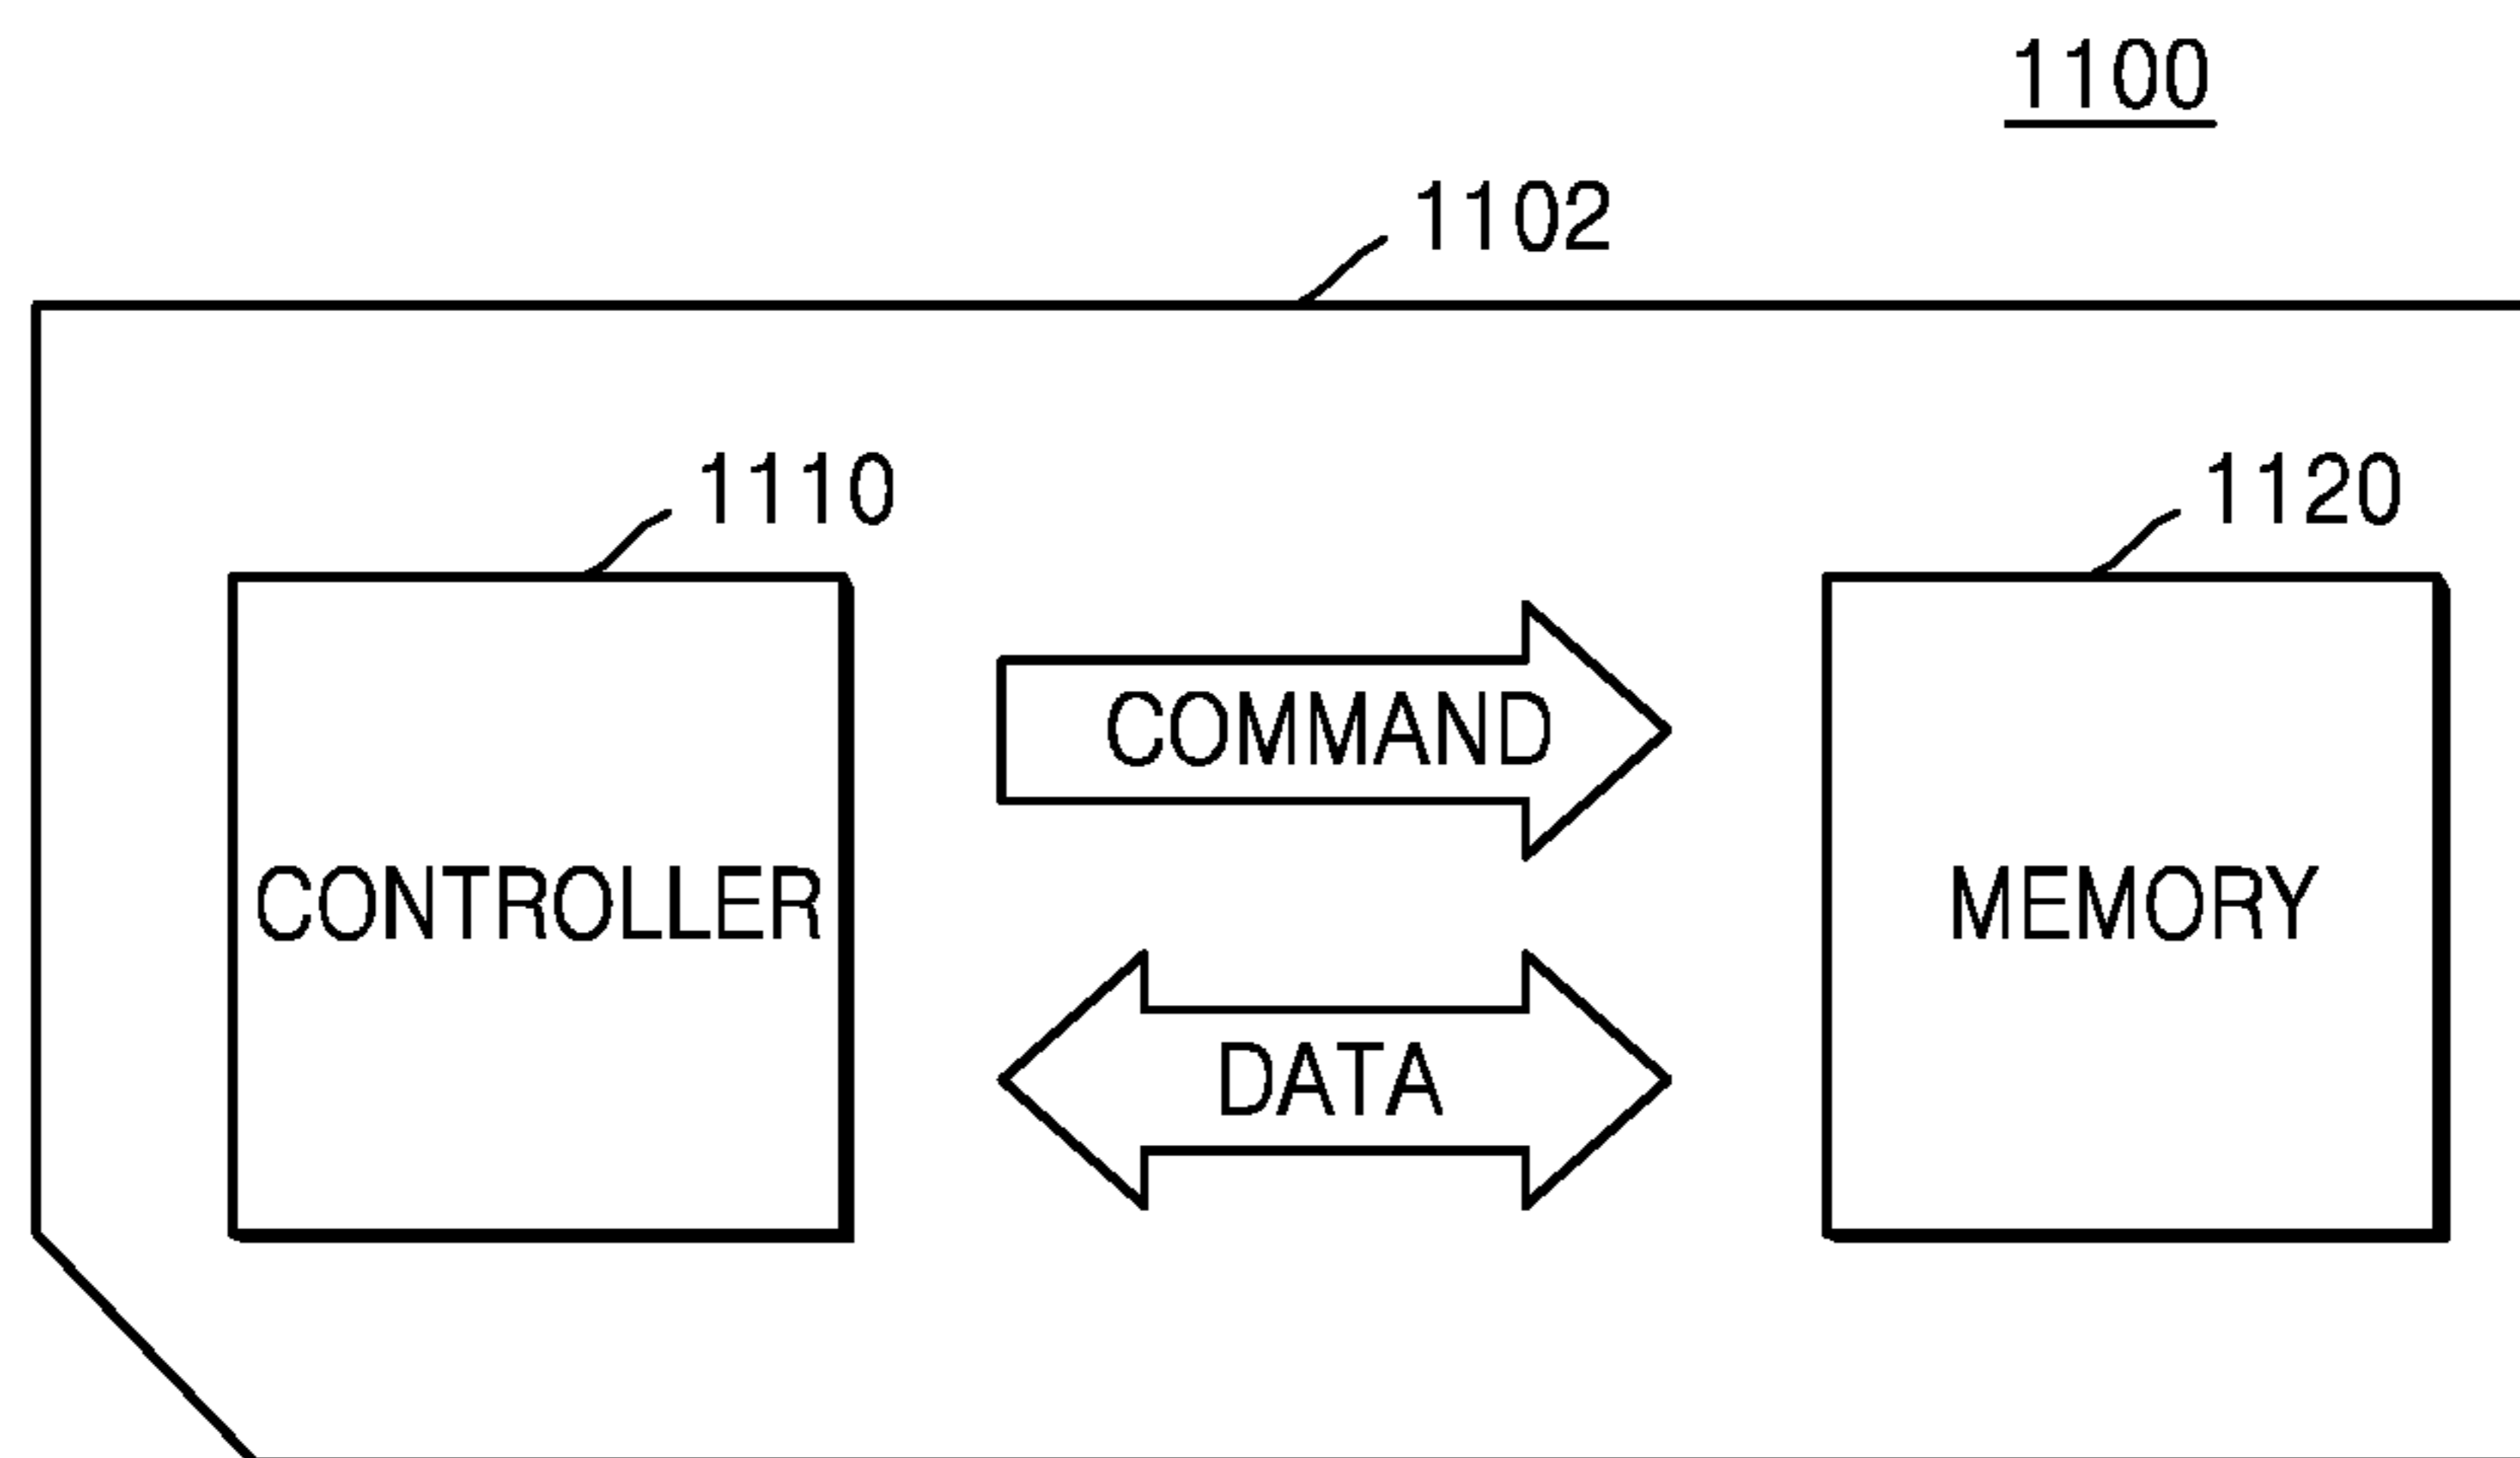 1100
1102
1110
1120
COMMAND
CONTROLLER
MEMORY
DATA